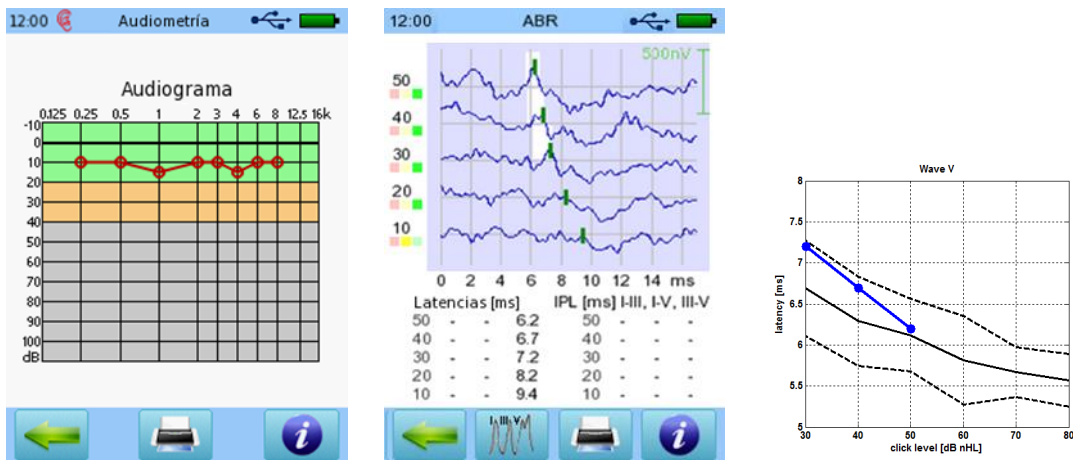 12:00 Audiometría
Audiograma
0.125 0.25 0.5 1 2 3 4 6 8 12.5 16k
-10
0
10
20
30
40
50
60
70
80
90
100
dB
12:00 ABR
500nV
50
40
30
20
10
0 2 4 6 8 10 12 14 ms
Latencias [ms] IPL [ms] I-III, I-V, III-V
50 - - 6.2 50 - - -
40 - - 6.7 40 - - -
30 - - 7.2 30 - - -
20 - - 8.2 20 - - -
10 - - 9.4 10 - - -
I III V
Wave V
8
7.5
7
6.5
6
5.5
5
latency [ms]
30 40 50 60 70 80
click level [dB nHL]